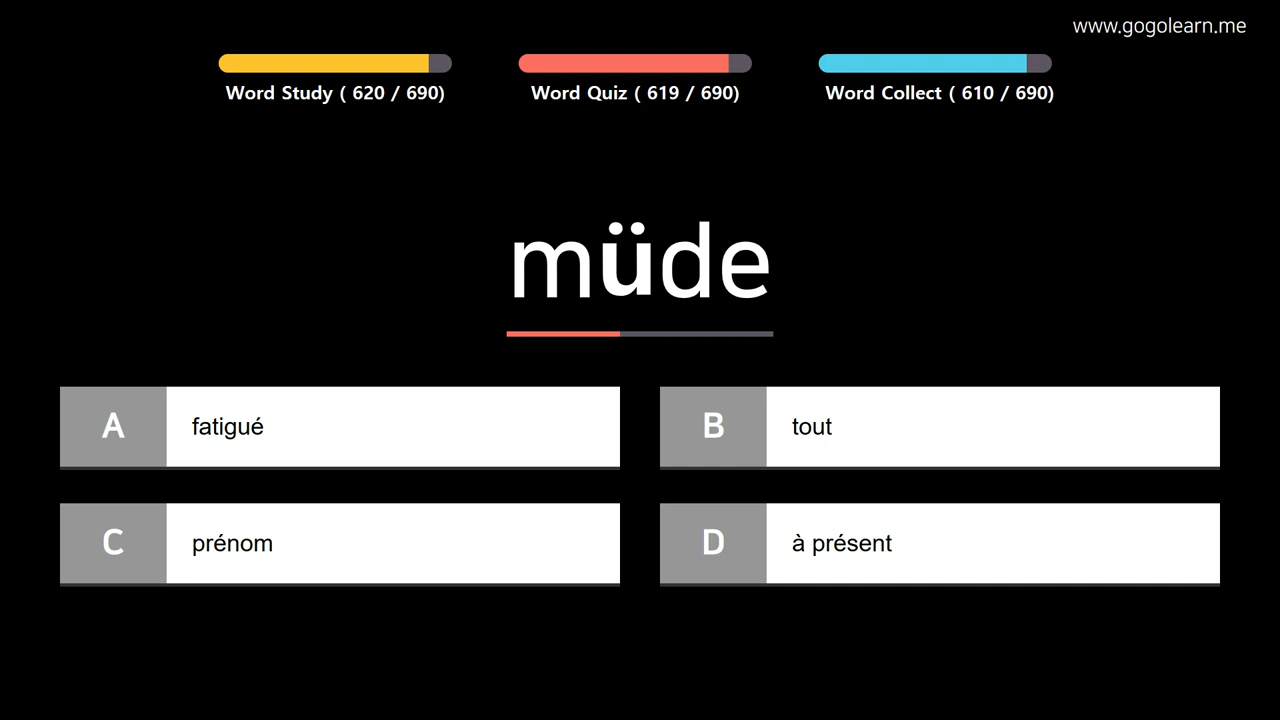 www.gogolearn.me
Word Study ( 620 / 690)
Word Quiz ( 619 / 690)
Word Collect ( 610 / 690)
müde
A fatigué
B tout
C prénom
D à présent